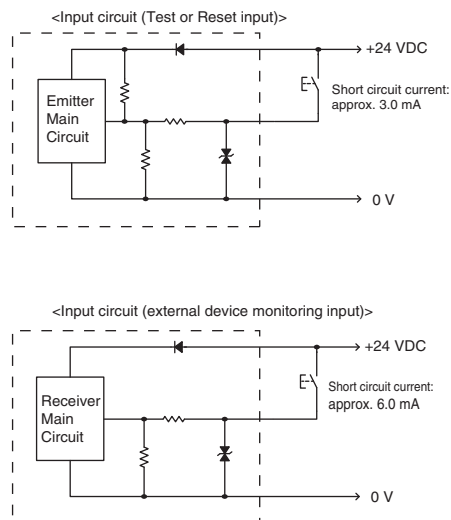 <Input circuit (Test or Reset input)>
+24 VDC
Emitter
Main
Circuit
Short circuit current:
approx. 3.0 mA
0 V
<Input circuit (external device monitoring input)>
+24 VDC
Receiver
Main
Circuit
Short circuit current:
approx. 6.0 mA
0 V